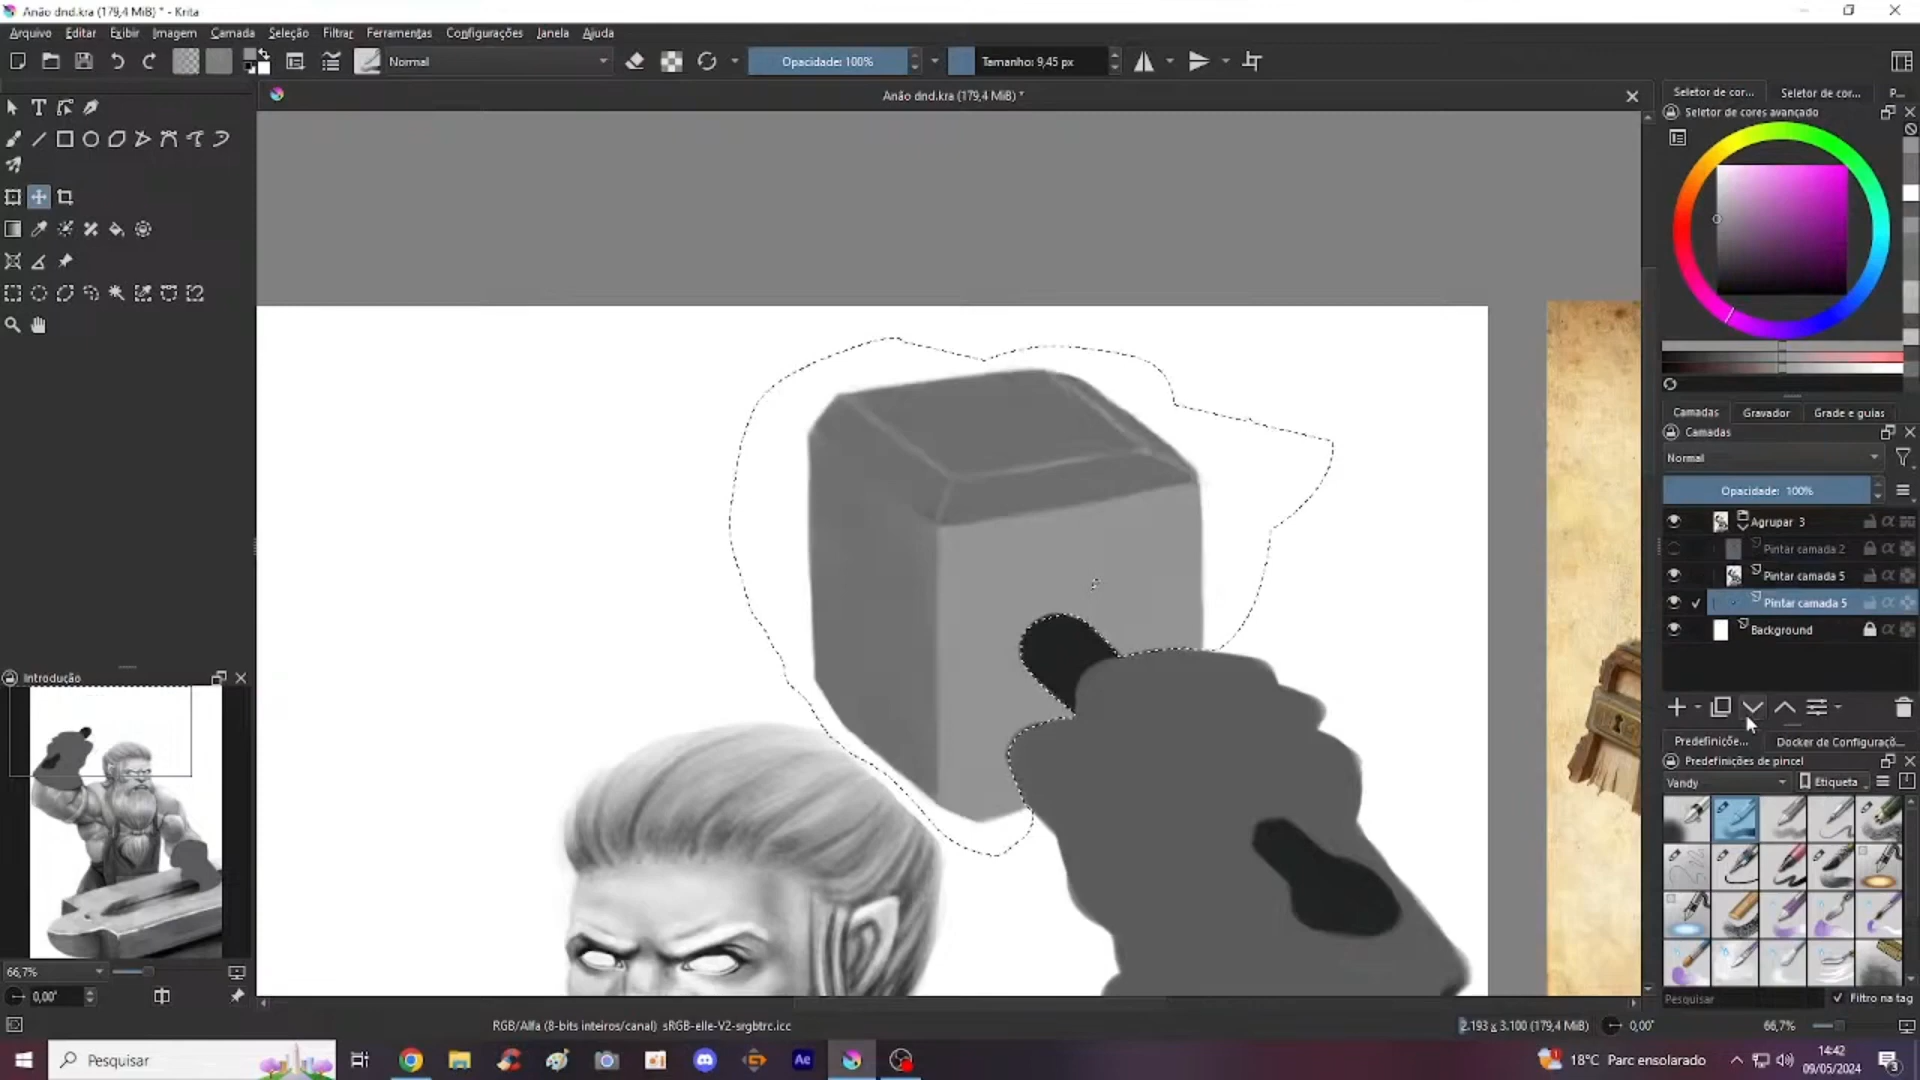 Anão dnd.kra (179,4 MiB) * - Krita
Arquivo Editar Exibir Imagem Camada Seleção Filtrar Ferramentas Configurações Janela Ajuda
Normal Opacidade: 100% Tamanho: 9,45 px
Anão dnd.kra (179,4 MiB) *
Seletor de cor... Seletor de cor... P...
Seletor de cores avançado
Camadas Gravador Grade e guias
Camadas
Normal
Opacidade: 100%
Agrupar 3
Pintar camada 2
Pintar camada 5
Pintar camada 5
Background
Introdução
Predefiniçõe... Docker de Configuraçõ...
Predefinições de pincel
Vandy Etiqueta
66,7%
0,00°
Pesquisar Filtro na tag
RGB/Alfa (8-bits inteiros/canal) sRGB-elle-V2-srgbtrc.icc
2.193 x 3.100 (179,4 MiB) 0,00° 66,7%
Pesquisar
Ae
18°C Parc ensolarado
14:42
09/05/2024
3